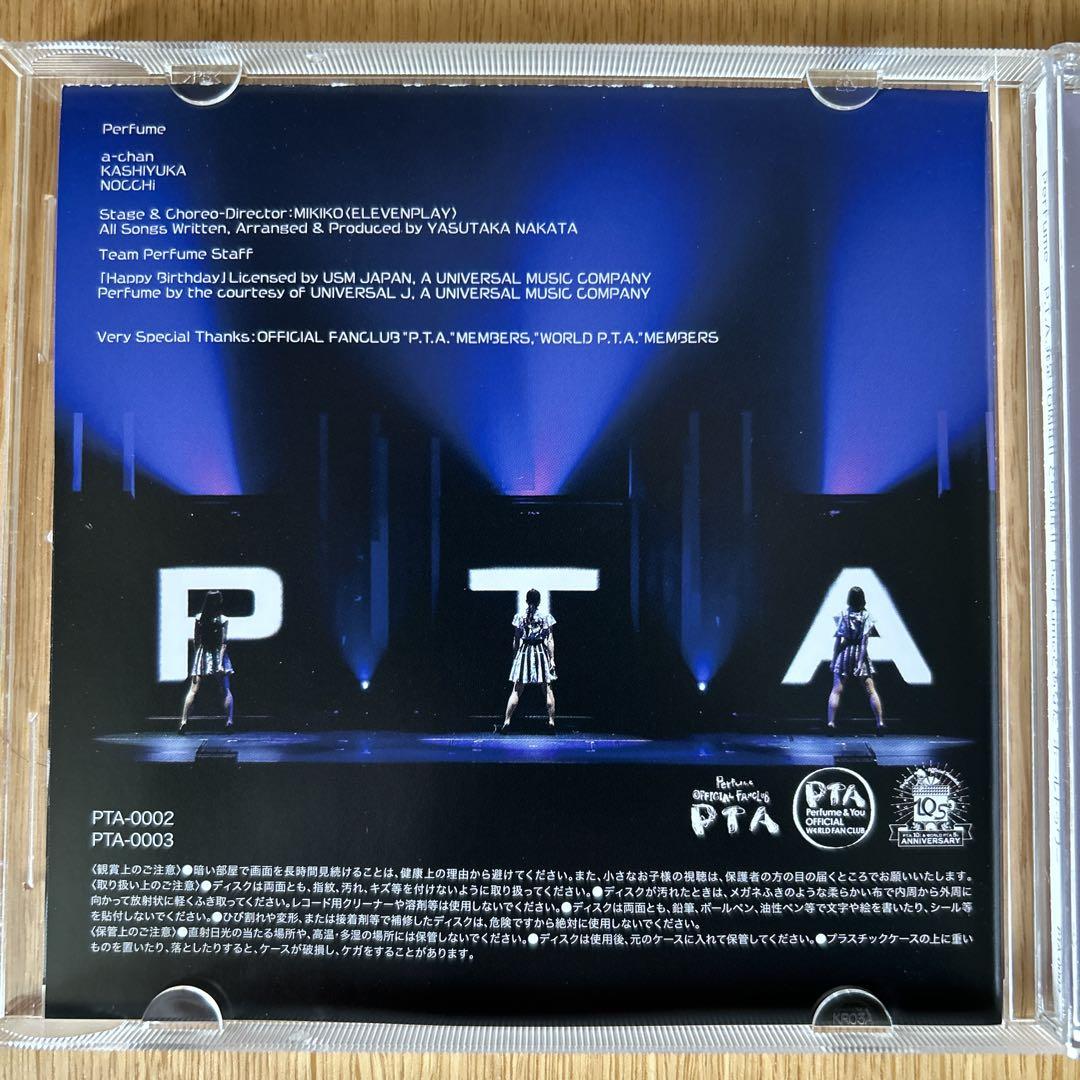 Perfume
a-chan
KASHIYUKA
NOCCHi
Stage & Choreo-Director:MIKIKO〈ELEVENPLAY〉
All Songs Written, Arranged & Produced by YASUTAKA NAKATA
Team Perfume Staff
「Happy Birthday」Licensed by USM JAPAN, A UNIVERSAL MUSIC COMPANY
Perfume by the courtesy of UNIVERSAL J, A UNIVERSAL MUSIC COMPANY
Very Special Thanks:OFFICIAL FANCLUB "P.T.A."MEMBERS,"WORLD P.T.A."MEMBERS
P T A
Perfume
OFFICIAL FANCLUB
PTA
PTA
Perfume & You
OFFICIAL
WORLD FAN CLUB
PTA 10th & WORLD PTA 5th
ANNIVERSARY
PTA-0002
PTA-0003
〈観賞上のご注意〉●暗い部屋で画面を長時間見続けることは、健康上の理由から避けてください。また、小さなお子様の視聴は、保護者の方の目の届くところでお願いいたします。
〈取り扱い上のご注意〉●ディスクは両面とも、指紋、汚れ、キズ等を付けないように取り扱ってください。●ディスクが汚れたときは、メガネふきのような柔らかい布で内周から外周に
向かって放射状に軽くふき取ってください。レコード用クリーナーや溶剤等は使用しないでください。●ディスクは両面とも、鉛筆、ボールペン、油性ペン等で文字や絵を書いたり、シール等
を貼付しないでください。●ひび割れや変形、または接着剤等で補修したディスクは、危険ですから絶対に使用しないでください。
〈保管上のご注意〉●直射日光の当たる場所や、高温・多湿の場所には保管しないでください。●ディスクは使用後、元のケースに入れて保管してください。●プラスチックケースの上に重い
ものを置いたり、落としたりすると、ケースが破損し、ケガをすることがあります。
KR03A